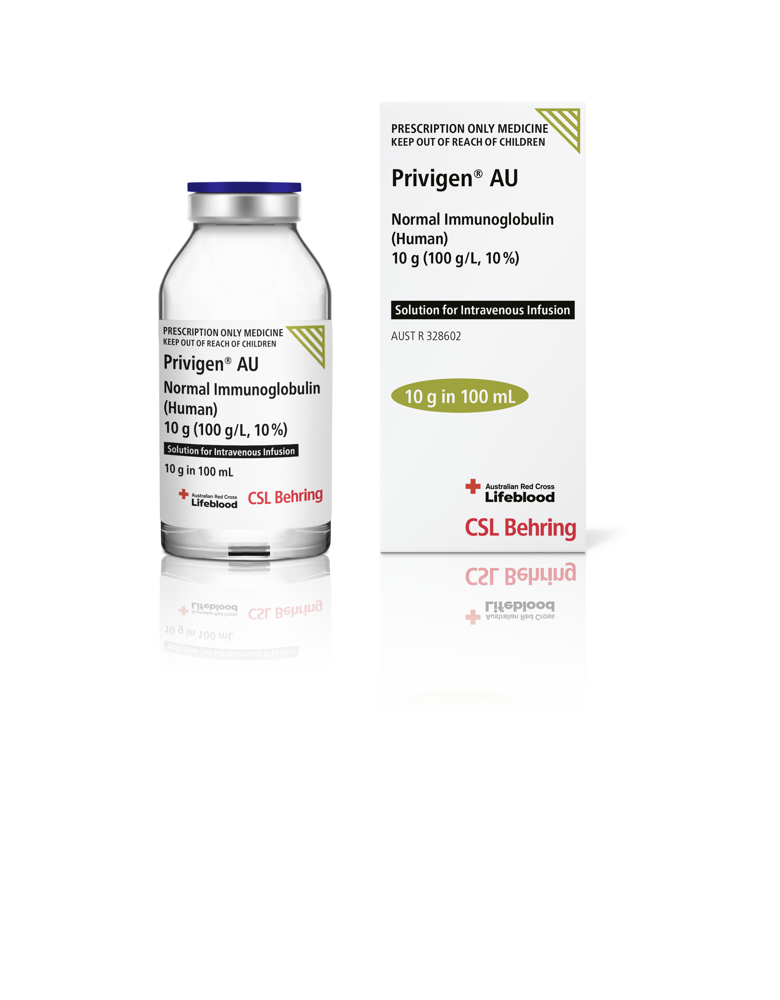 PRESCRIPTION ONLY MEDICINE
KEEP OUT OF REACH OF CHILDREN
Privigen® AU
Normal Immunoglobulin
(Human)
10 g (100 g/L, 10 %)
Solution for Intravenous Infusion
10 g in 100 mL
Australian Red Cross
Lifeblood
CSL Behring
PRESCRIPTION ONLY MEDICINE
KEEP OUT OF REACH OF CHILDREN
Privigen® AU
Normal Immunoglobulin
(Human)
10 g (100 g/L, 10 %)
Solution for Intravenous Infusion
AUST R 328602
10 g in 100 mL
Australian Red Cross
Lifeblood
CSL Behring